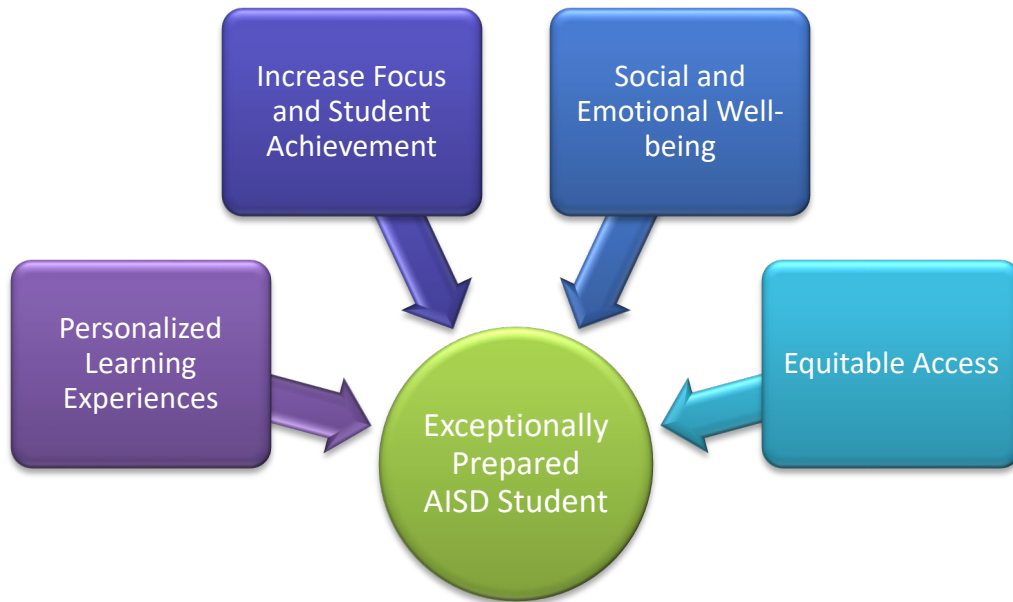 Increase Focus
and Student
Achievement
Social and
Emotional Well-
being
Personalized
Learning
Experiences
Equitable Access
Exceptionally
Prepared
AISD Student